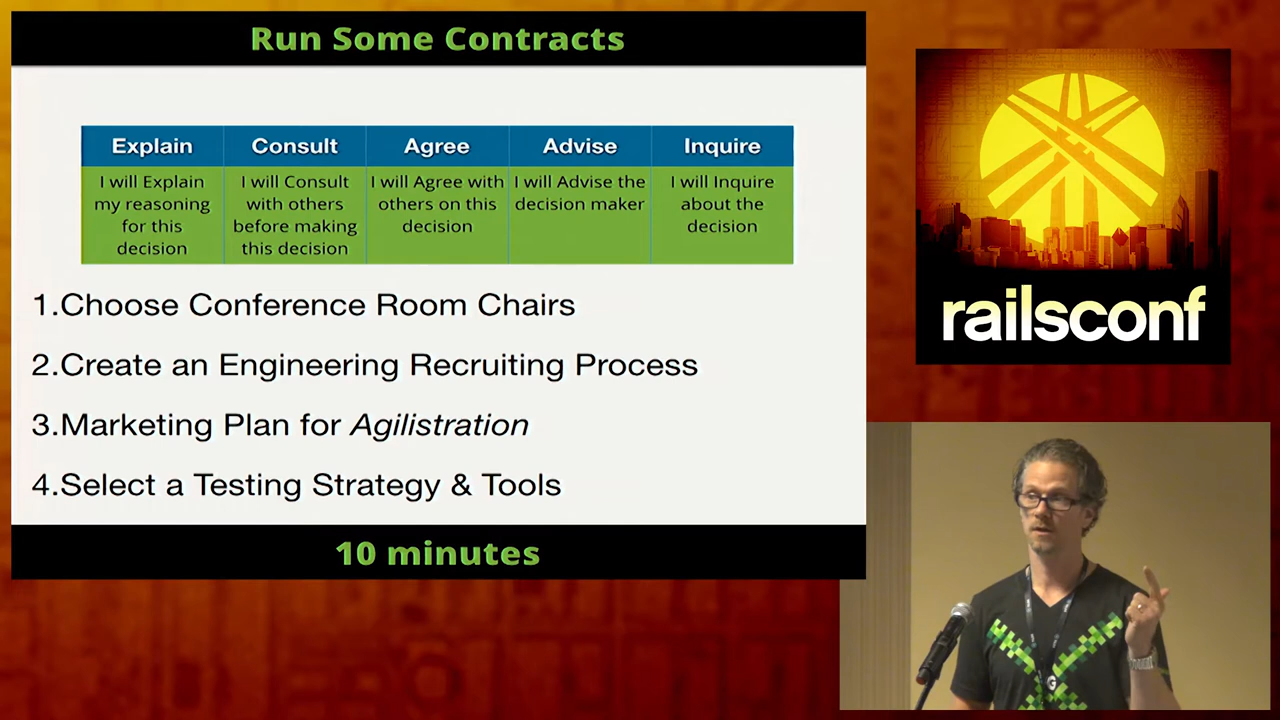 Run Some Contracts
Explain Consult Agree Advise Inquire
I will Explain
my reasoning
for this
decision
I will Consult
with others
before making
this decision
I will Agree with
others on this
decision
I will Advise the
decision maker
I will Inquire
about the
decision
1.Choose Conference Room Chairs
2.Create an Engineering Recruiting Process
3.Marketing Plan for Agilistration
4.Select a Testing Strategy & Tools
10 minutes
railsconf